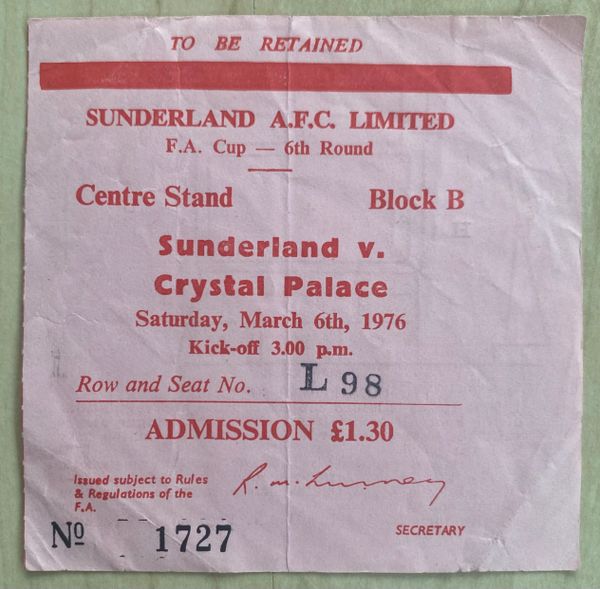 TO BE RETAINED
SUNDERLAND A.F.C. LIMITED
F.A. Cup — 6th Round
Centre Stand Block B
Sunderland v.
Crystal Palace
Saturday, March 6th, 1976
Kick-off 3.00 p.m.
Row and Seat No. L 98
ADMISSION £1.30
Issued subject to Rules
& Regulations of the
F.A.
SECRETARY
Nº 1727